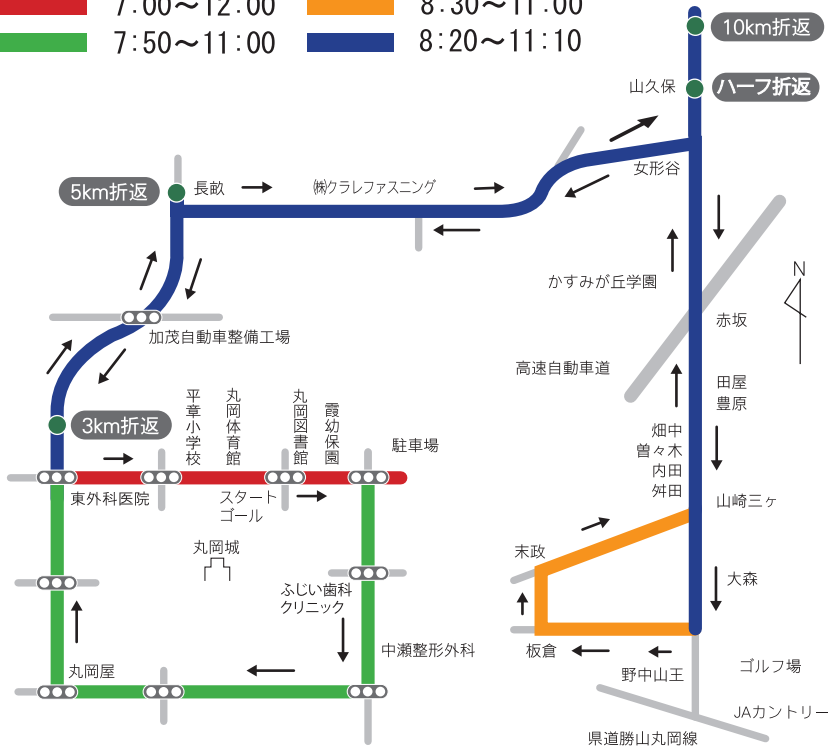 7:00～12:00
8:30～11:00
7:50～11:00
8:20～11:10
10km折返
ハーフ折返
山久保
女形谷
5km折返
長畝
㈱クラレファスニング
かすみが丘学園
N
赤坂
高速自動車道
加茂自動車整備工場
田屋
豊原
3km折返
平章小学校
丸岡体育館
丸岡図書館
霞幼保園
駐車場
畑中
曽々木
内田
舛田
東外科医院
スタート
ゴール
山崎三ヶ
丸岡城
末政
大森
ふじい歯科
クリニック
中瀬整形外科
板倉
丸岡屋
野中山王
ゴルフ場
JAカントリー
県道勝山丸岡線